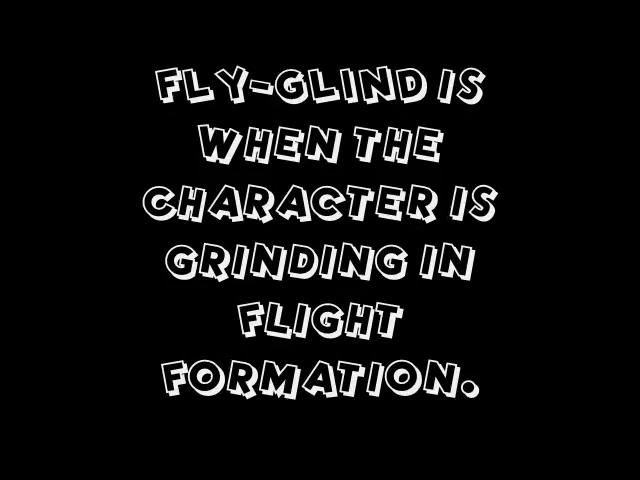 FLY-GLIND IS
WHEN THE
CHARACTER IS
GRINDING IN
FLIGHT
FORMATION.